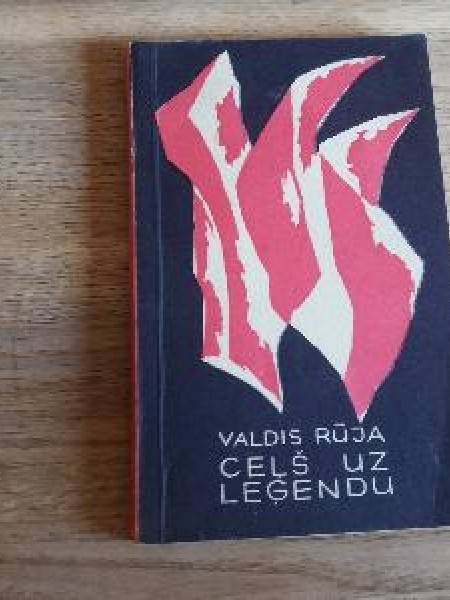 VALDIS RŪJA
CEĻŠ UZ
LEĢENDU